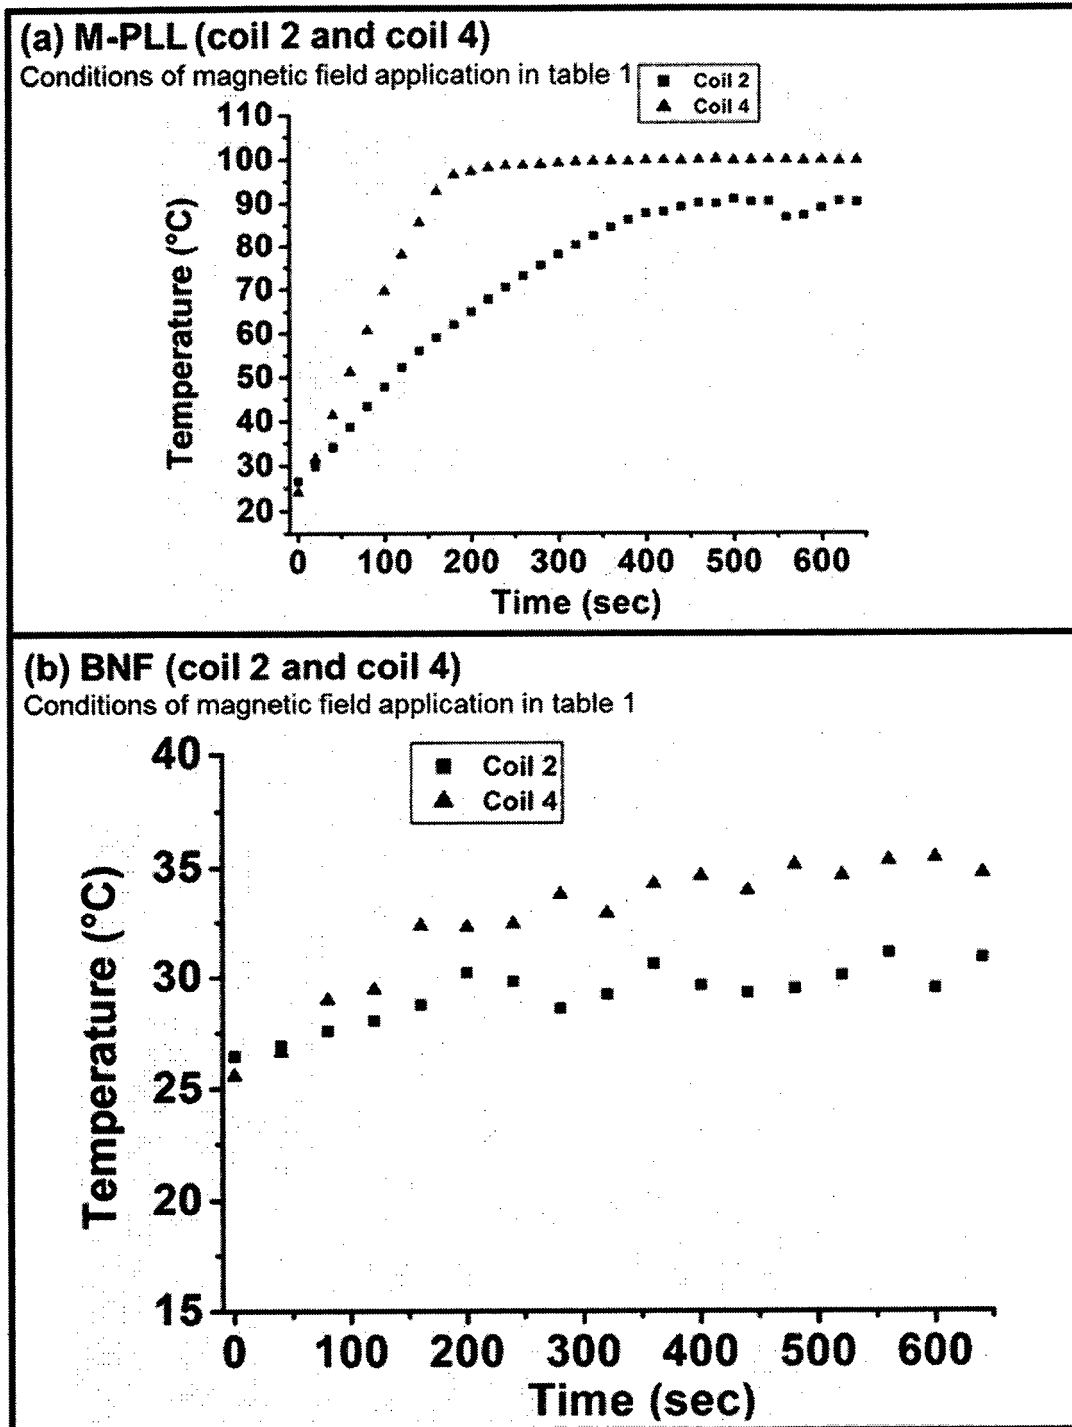 (a) M-PLL (coil 2 and coil 4)
Conditions of magnetic field application in table 1
Coil 2
Coil 4
110
100
90
80
70
60
50
40
30
20
Temperature (°C)
0 100 200 300 400 500 600
Time (sec)
(b) BNF (coil 2 and coil 4)
Conditions of magnetic field application in table 1
Coil 2
Coil 4
40
35
30
25
20
15
Temperature (°C)
0 100 200 300 400 500 600
Time (sec)